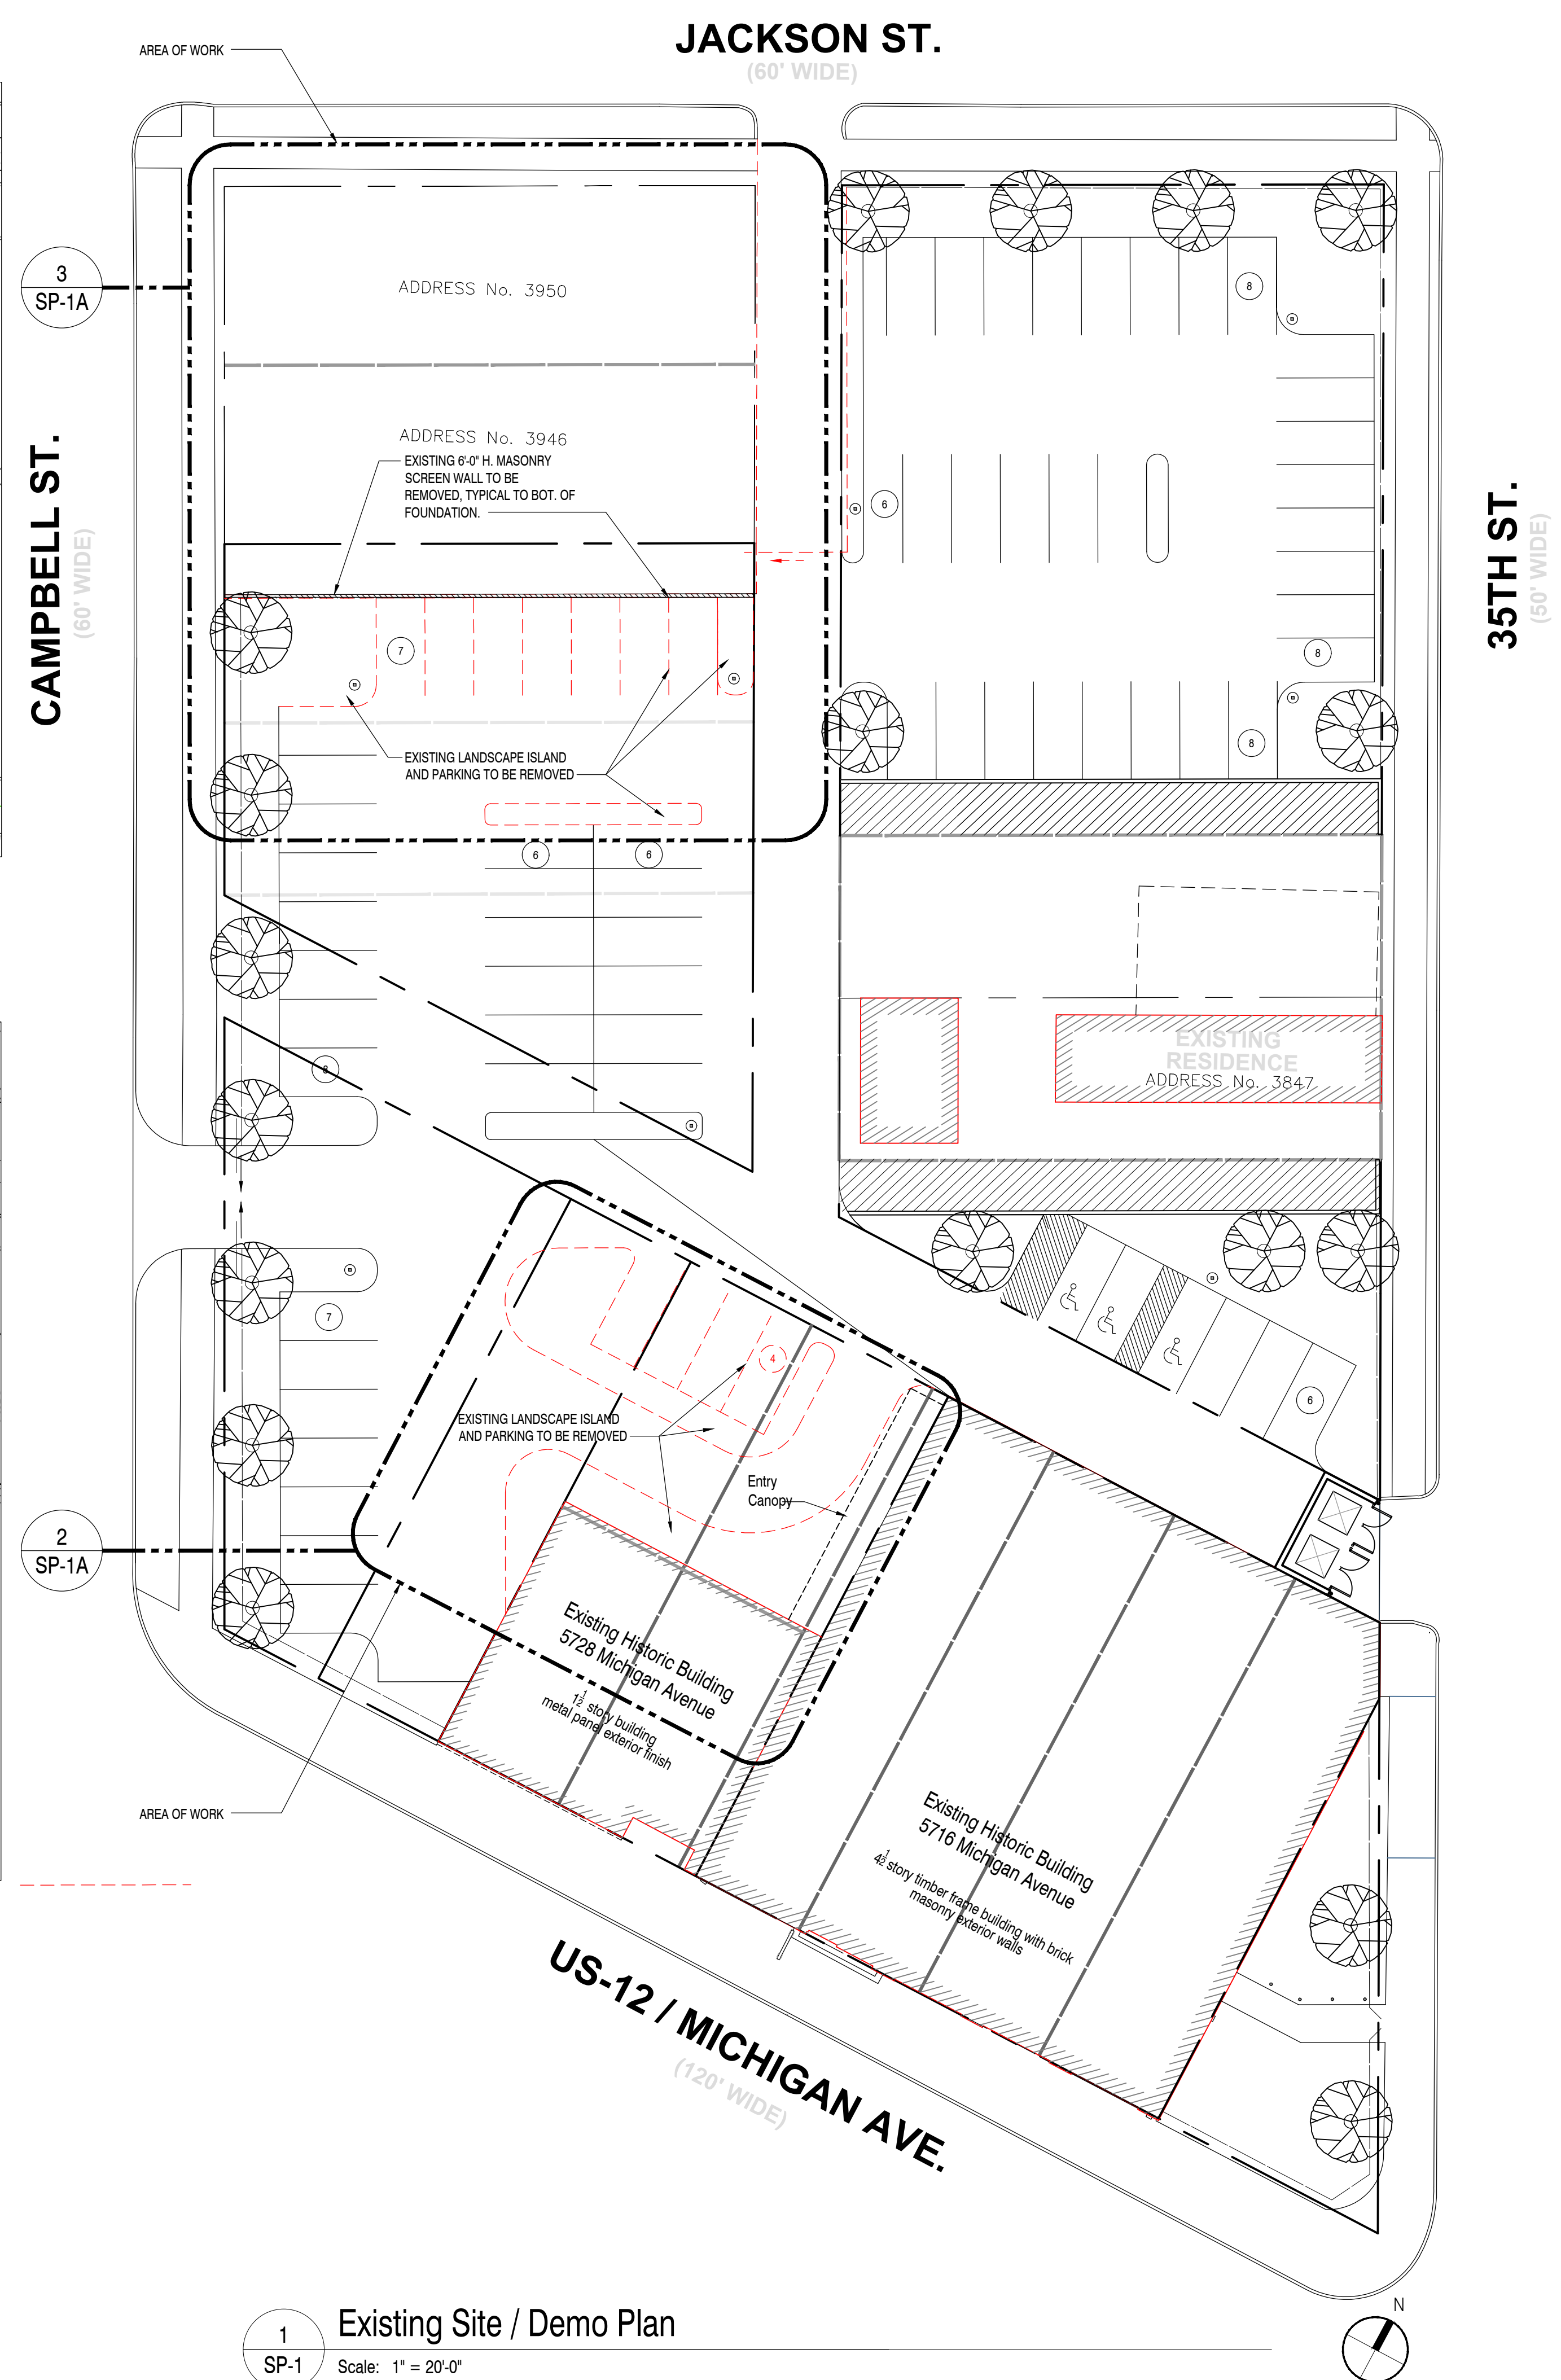 JACKSON ST.
(60' WIDE)
AREA OF WORK
3
SP-1A
ADDRESS No. 3950
8
CAMPBELL ST.
(60' WIDE)
ADDRESS No. 3946
EXISTING 6'-0" H. MASONRY
SCREEN WALL TO BE
REMOVED, TYPICAL TO BOT. OF
FOUNDATION.
6
35TH ST.
(50' WIDE)
7
8
8
EXISTING LANDSCAPE ISLAND
AND PARKING TO BE REMOVED
6
6
8
EXISTING
RESIDENCE
ADDRESS No. 3847
7
4
6
EXISTING LANDSCAPE ISLAND
AND PARKING TO BE REMOVED
Entry
Canopy
2
SP-1A
Existing Historic Building
5728 Michigan Avenue
1 1/2 story building
metal panel exterior finish
AREA OF WORK
Existing Historic Building
5716 Michigan Avenue
4 1/2 story timber frame building with brick
masonry exterior walls
US-12 / MICHIGAN AVE.
(120' WIDE)
N
1
SP-1
Existing Site / Demo Plan
Scale: 1" = 20'-0"